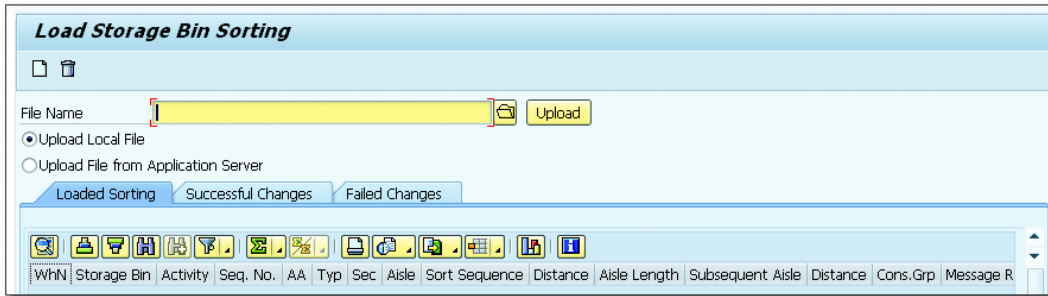 Load Storage Bin Sorting
File Name Upload
Upload Local File
Upload File from Application Server
Loaded Sorting Successful Changes Failed Changes
WhN Storage Bin Activity Seq. No. AA Typ Sec Aisle Sort Sequence Distance Aisle Length Subsequent Aisle Distance Cons.Grp Message R